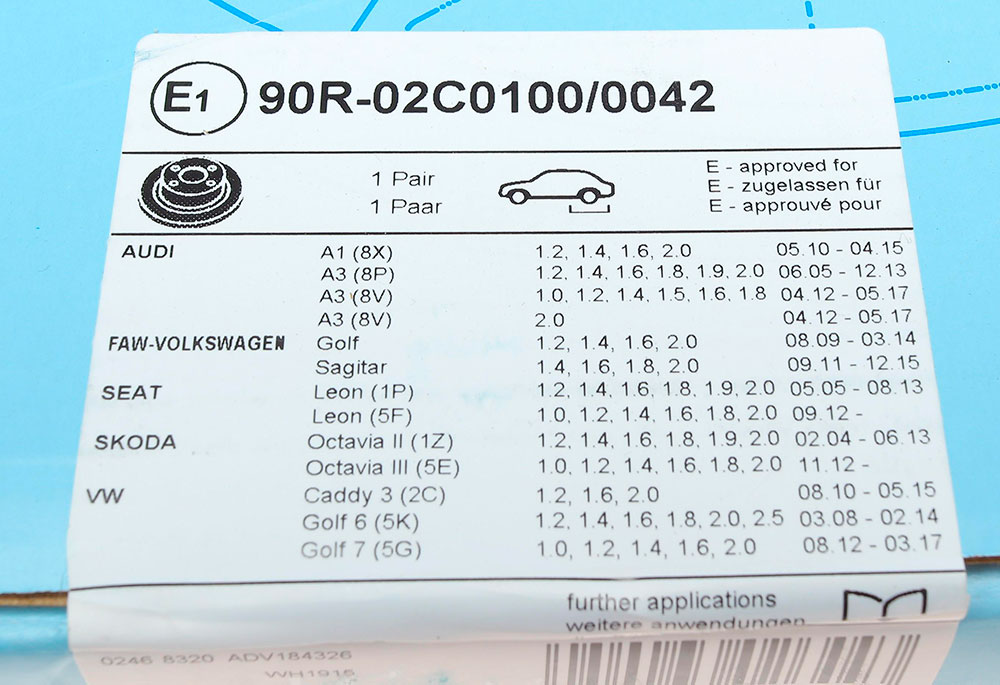 E1 90R-02C0100/0042
1 Pair
1 Paar
E - approved for
E - zugelassen für
E - approuvé pour
AUDI A1 (8X) 1.2, 1.4, 1.6, 2.0 05.10 - 04.15
A3 (8P) 1.2, 1.4, 1.6, 1.8, 1.9, 2.0 06.05 - 12.13
A3 (8V) 1.0, 1.2, 1.4, 1.5, 1.6, 1.8 04.12 - 05.17
A3 (8V) 2.0 04.12 - 05.17
FAW-VOLKSWAGEN Golf 1.2, 1.4, 1.6, 2.0 08.09 - 03.14
Sagitar 1.4, 1.6, 1.8, 2.0 09.11 - 12.15
SEAT Leon (1P) 1.2, 1.4, 1.6, 1.8, 1.9, 2.0 05.05 - 08.13
Leon (5F) 1.0, 1.2, 1.4, 1.6, 1.8, 2.0 09.12 -
SKODA Octavia II (1Z) 1.2, 1.4, 1.6, 1.8, 1.9, 2.0 02.04 - 06.13
Octavia III (5E) 1.0, 1.2, 1.4, 1.6, 1.8, 2.0 11.12 -
VW Caddy 3 (2C) 1.2, 1.6, 2.0 08.10 - 05.15
Golf 6 (5K) 1.2, 1.4, 1.6, 1.8, 2.0, 2.5 03.08 - 02.14
Golf 7 (5G) 1.0, 1.2, 1.4, 1.6, 2.0 08.12 - 03.17
further applications
weitere anwendungen
0246 8320 ADV184326
WH1916